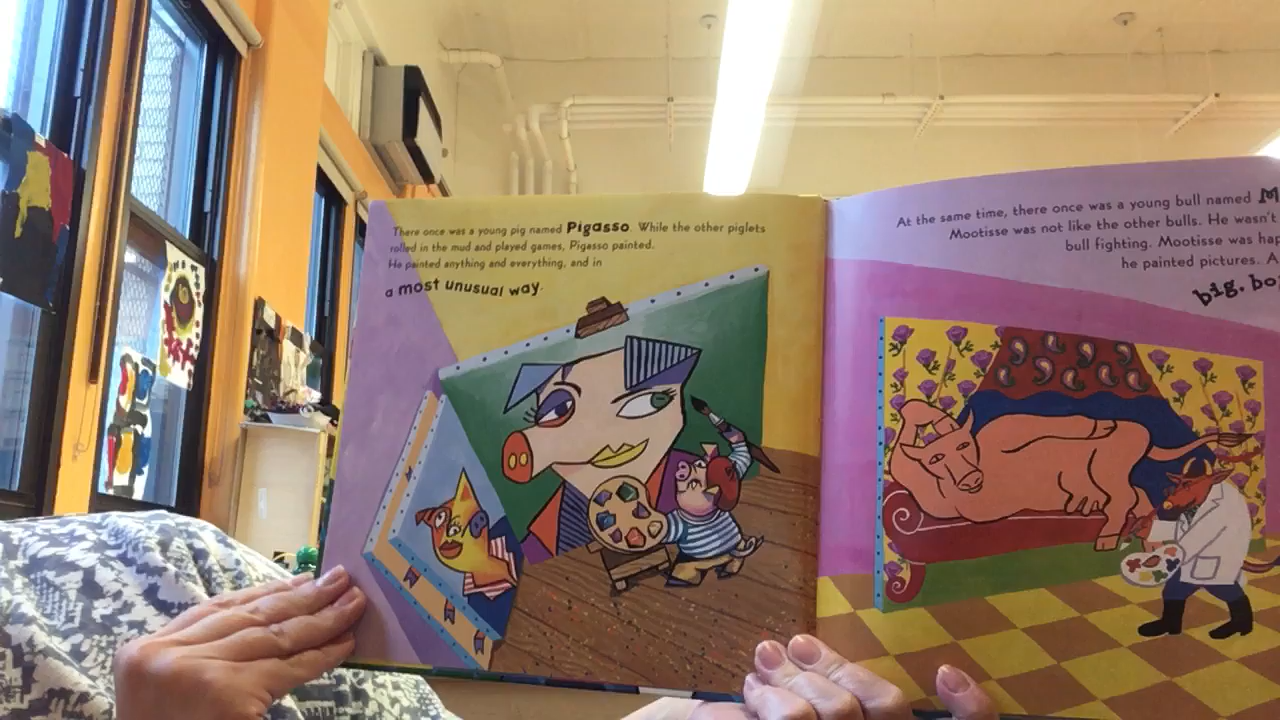 There once was a young pig named Pigasso. While the other piglets
rolled in the mud and played games, Pigasso painted.
He painted anything and everything, and in
a most unusual way.
At the same time, there once was a young bull named
Mootisse was not like the other bulls. He wasn't
bull fighting. Mootisse was
he painted pictures.
big,